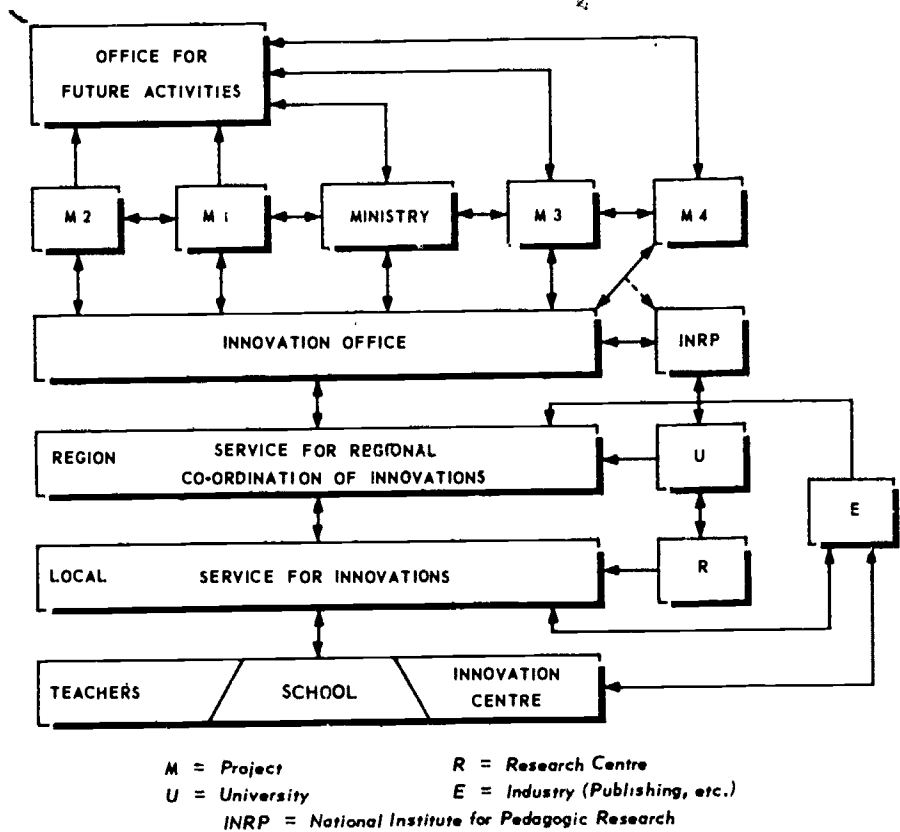 OFFICE FOR
FUTURE ACTIVITIES
M 2
M 1
MINISTRY
M 3
M 4
INNOVATION OFFICE
INRP
REGION
SERVICE FOR REGIONAL
CO-ORDINATION OF INNOVATIONS
U
E
LOCAL
SERVICE FOR INNOVATIONS
R
TEACHERS
SCHOOL
INNOVATION
CENTRE
M = Project
R = Research Centre
U = University
E = Industry (Publishing, etc.)
INRP = National Institute for Pedagogic Research